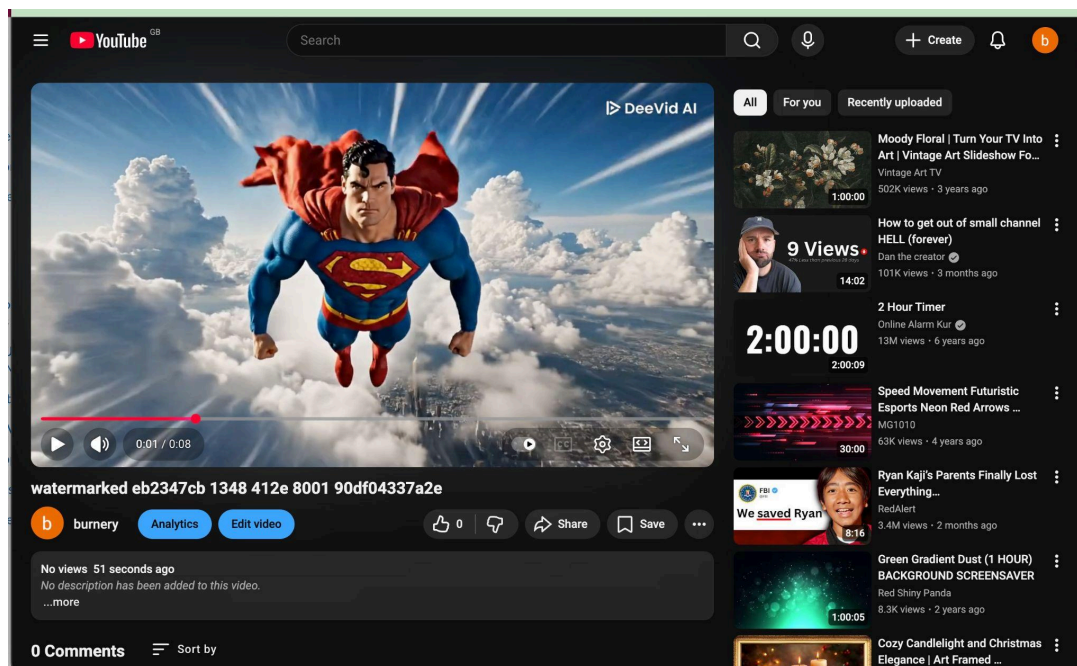 YouTube GB
Search
Create
b
DeeVid AI
0:01 / 0:08
watermarked eb2347cb 1348 412e 8001 90df04337a2e
b
burnery
Analytics
Edit video
0
Share
Save
No views 51 seconds ago
No description has been added to this video.
...more
0 Comments
Sort by
All
For you
Recently uploaded
1:00:00
Moody Floral | Turn Your TV Into
Art | Vintage Art Slideshow Fo...
Vintage Art TV
502K views • 3 years ago
9 Views
14:02
How to get out of small channel
HELL (forever)
Dan the creator
101K views • 3 months ago
2:00:00
2:00:09
2 Hour Timer
Online Alarm Kur
13M views • 6 years ago
30:00
Speed Movement Futuristic
Esports Neon Red Arrows ...
MG1010
63K views • 4 years ago
FBI
We saved Ryan
8:16
Ryan Kaji's Parents Finally Lost
Everything...
RedAlert
3.4M views • 2 months ago
1:00:05
Green Gradient Dust (1 HOUR)
BACKGROUND SCREENSAVER
Red Shiny Panda
8.3K views • 2 years ago
Cozy Candlelight and Christmas
Elegance | Art Framed ...